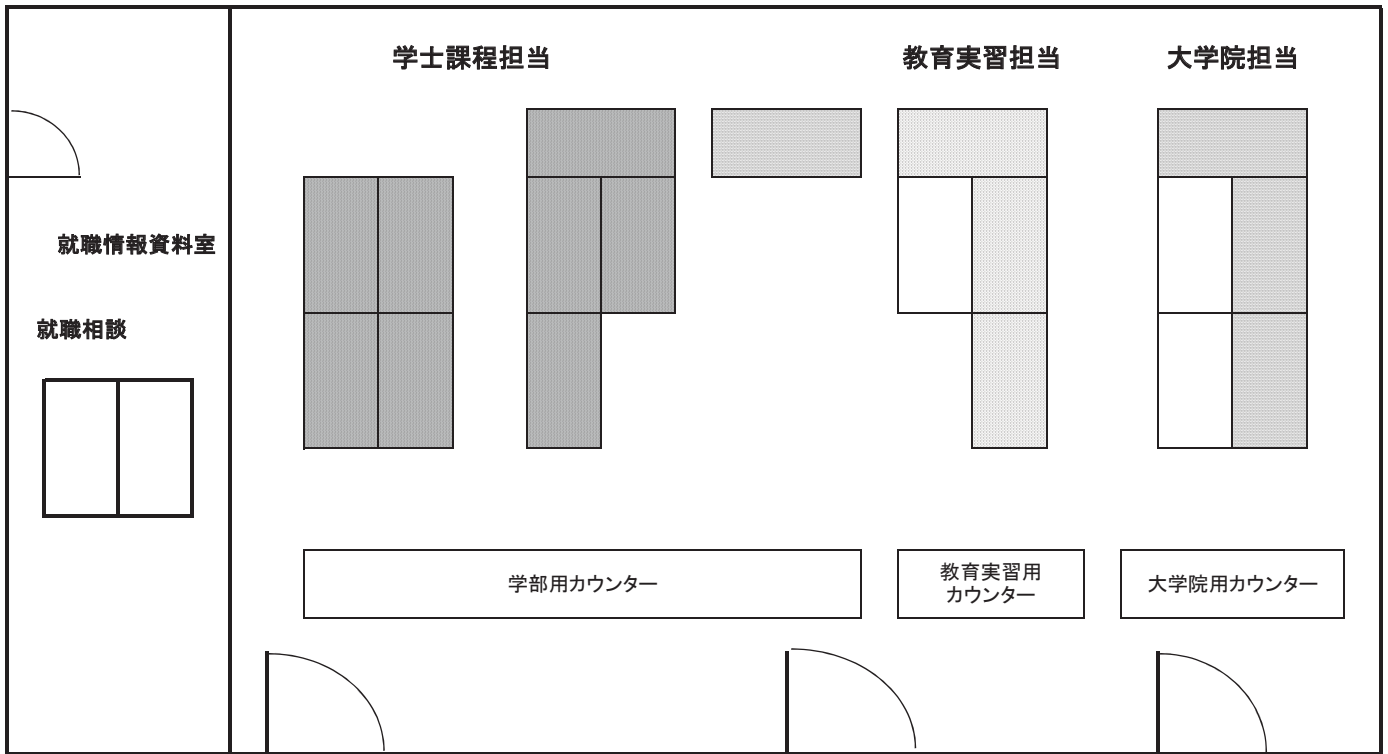 学士課程担当
教育実習担当
大学院担当
就職情報資料室
就職相談
学部用カウンター
教育実習用
カウンター
大学院用カウンター